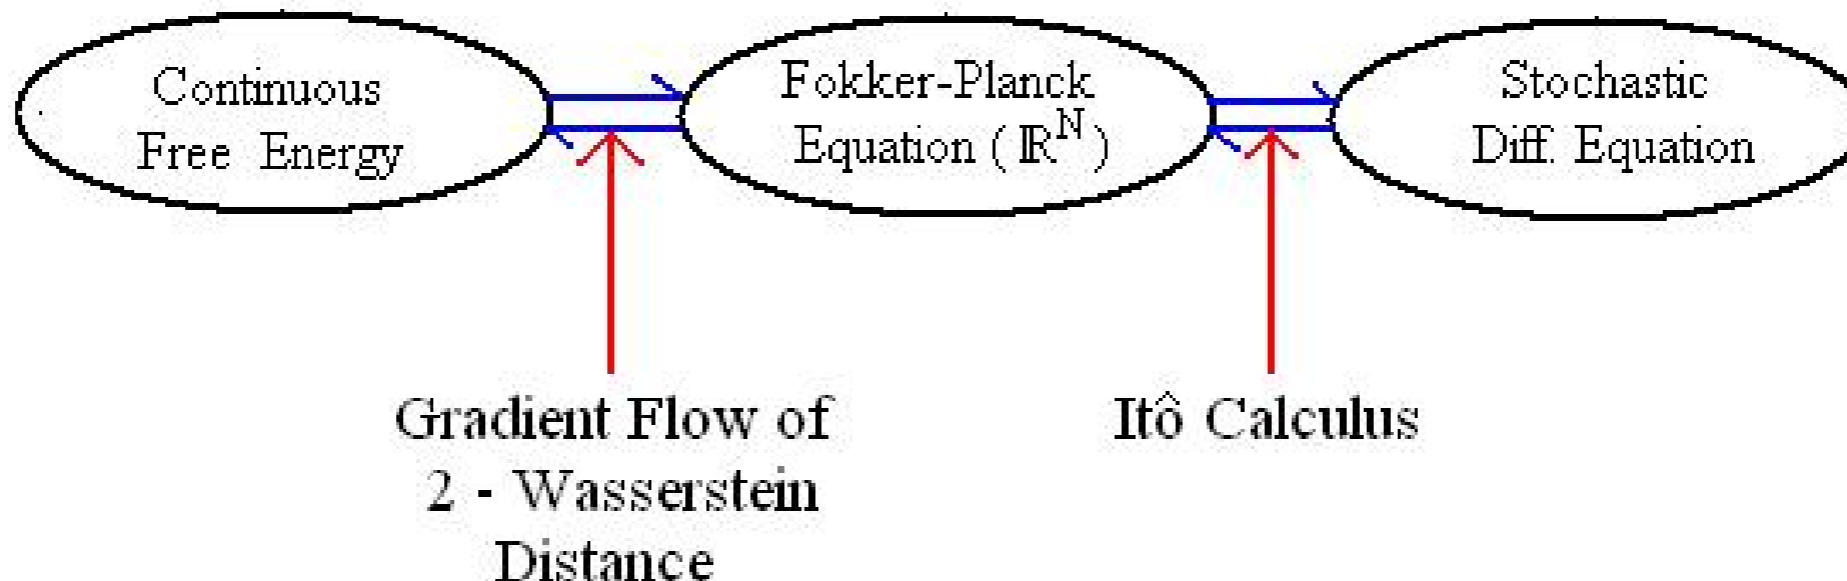 Continuous
Free Energy
Fokker-Planck
Equation ( ℝ^N )
Stochastic
Diff. Equation
Gradient Flow of
2 - Wasserstein
Distance
Itô Calculus